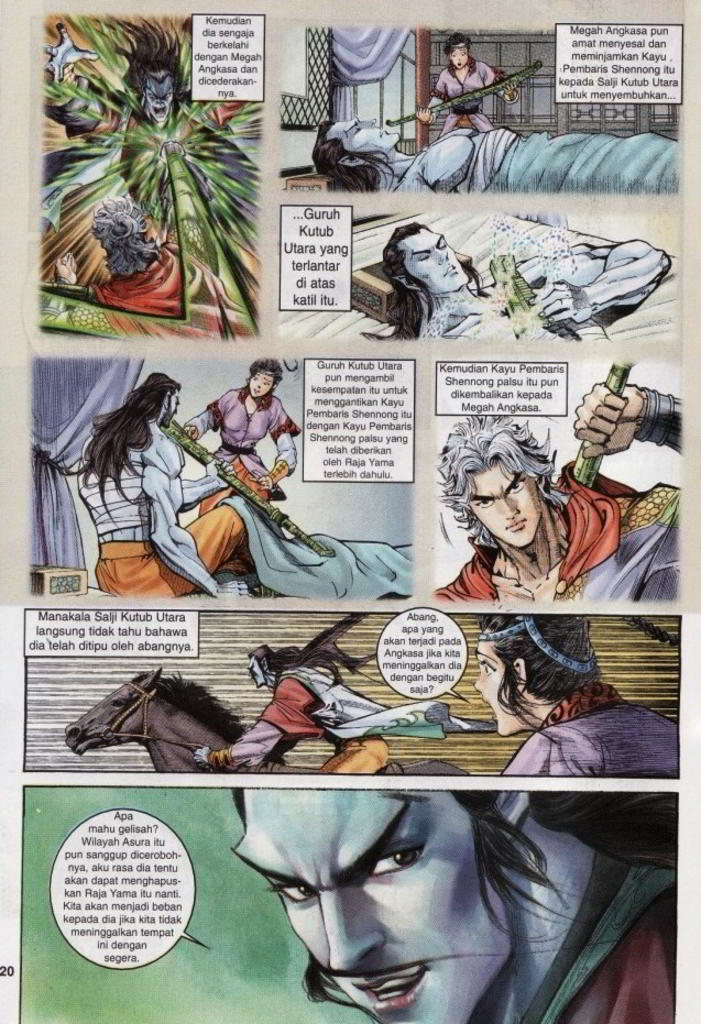 Kemudian
dia sengaja
berkelahi
dengan Megah
Angkasa dan
dicederakan-
nya.
Megah Angkasa pun
amat menyesal dan
meminjamkan Kayu
Pembaris Shennong itu
kepada Salji Kutub Utara
untuk menyembuhkan...
...Guruh
Kutub
Utara yang
terlantar
di atas
katil itu.
Guruh Kutub Utara
pun mengambil
kesempatan itu untuk
menggantikan Kayu
Pembaris Shennong itu
dengan Kayu Pembaris
Shennong palsu yang
telah diberikan
oleh Raja Yama
terlebih dahulu.
Kemudian Kayu Pembaris
Shennong palsu itu pun
dikembalikan kepada
Megah Angkasa.
Manakala Salji Kutub Utara
langsung tidak tahu bahawa
dia telah ditipu oleh abangnya.
Abang,
apa yang
akan terjadi pada
Angkasa jika kita
meninggalkan dia
dengan begitu
saja?
Apa
mahu gelisah?
Wilayah Asura itu
pun sanggup diceroboh-
nya, aku rasa dia tentu
akan dapat menghapus-
kan Raja Yama itu nanti.
Kita akan menjadi beban
kepada dia jika kita tidak
meninggalkan tempat
ini dengan
segera.
20